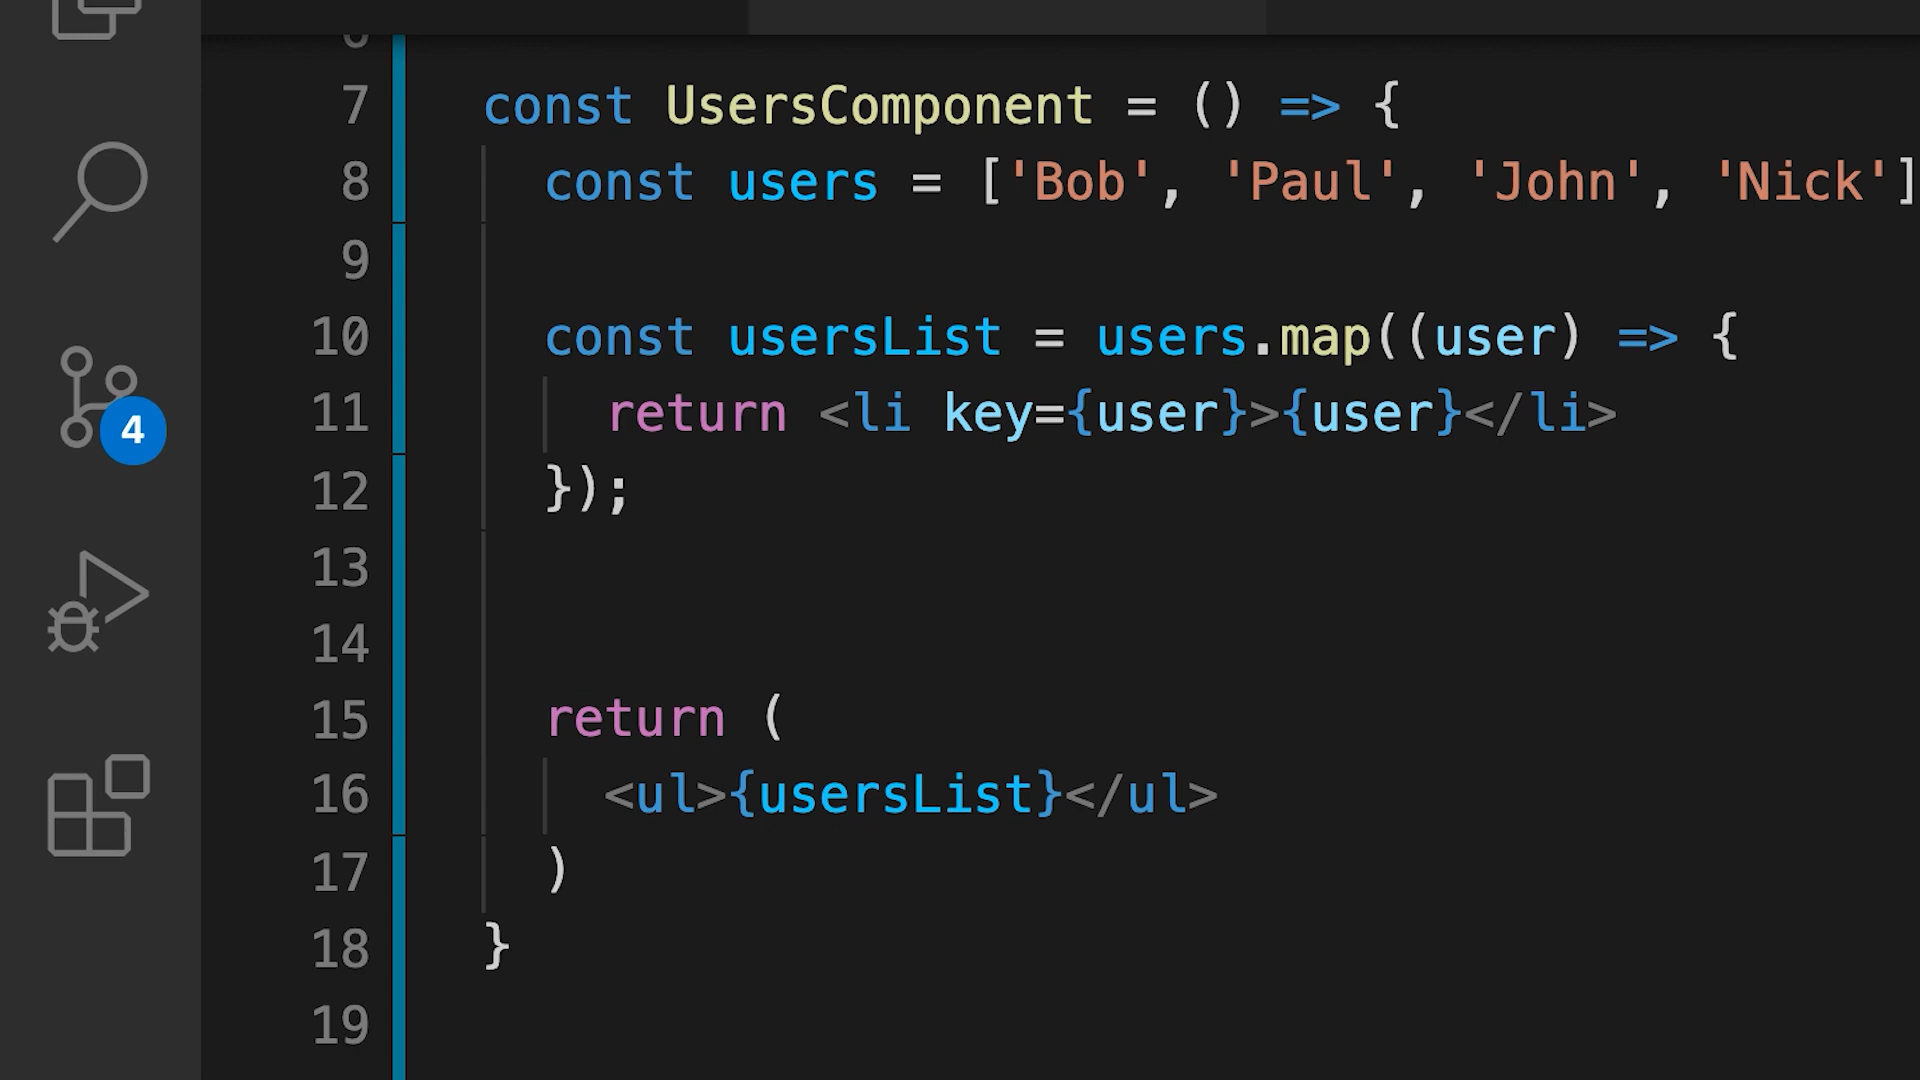 7 const UsersComponent = () => {
8 const users = ['Bob', 'Paul', 'John', 'Nick']
9
10 const usersList = users.map((user) => {
11 return <li key={user}>{user}</li>
4
12 });
13
14
15 return (
16 <ul>{usersList}</ul>
17 )
18 }
19